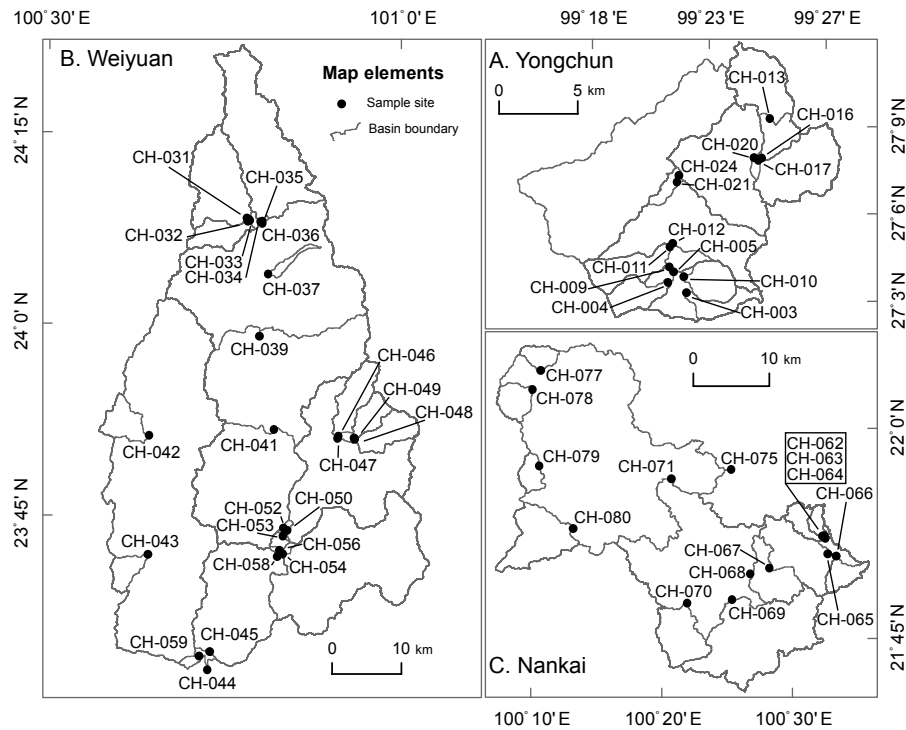 100°30' E
101°0' E
99°18' E
99°23' E
99°27' E
B. Weiyuan
Map elements
Sample site
Basin boundary
24°15' N
24°0' N
23°45' N
CH-031
CH-035
CH-032
CH-036
CH-033
CH-034
CH-037
CH-039
CH-046
CH-049
CH-048
CH-042
CH-041
CH-047
CH-052
CH-050
CH-053
CH-043
CH-056
CH-058
CH-054
CH-059
CH-045
CH-044
0 10 km
A. Yongchun
0 5 km
CH-013
CH-016
CH-020
CH-017
CH-024
CH-021
CH-012
CH-005
CH-011
CH-009
CH-010
CH-004
CH-003
27°9' N
27°6' N
27°3' N
0 10 km
CH-077
CH-078
CH-079
CH-071
CH-075
CH-062
CH-063
CH-064
CH-066
CH-080
CH-067
CH-068
CH-070
CH-069
CH-065
C. Nankai
22°0' N
21°45' N
100°10' E
100°20' E
100°30' E